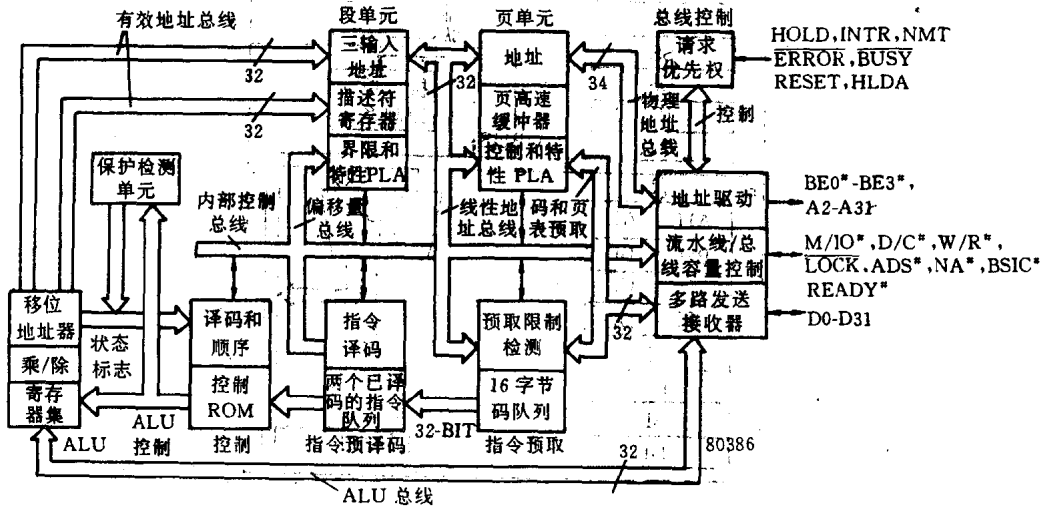 有效地址总线
段单元
页单元
总线控制
三输入
地址
地址
请求
优先权
HOLD,INTR,NMT
ERROR,BUSY
RESET,HLDA
32
32
34
32
描述符
寄存器
页高速
缓冲器
物理
地址
总线
控制
界限和
特性PLA
控制和特
性 PLA
保护检测
单元
内部控制
总线
偏移量
总线
线性地
址总线
码和页
表预取
地址驱动
BE0#-BE3#,
A2-A31
流水线/总
线容量控制
M/IO#,D/C#,W/R#,
LOCK,ADS#,NA#,BSIC#
READY#
多路发送
接收器
D0-D31
32
移位
地址器
乘/除
寄存
器集
状态
标志
译码和
顺序
控制
ROM
指令
译码
两个已译
码的指令
队列
预取限制
检测
16字节
码队列
ALU
ALU
控制
控制
指令预译码
32-BIT
指令预取
32
80386
ALU 总线